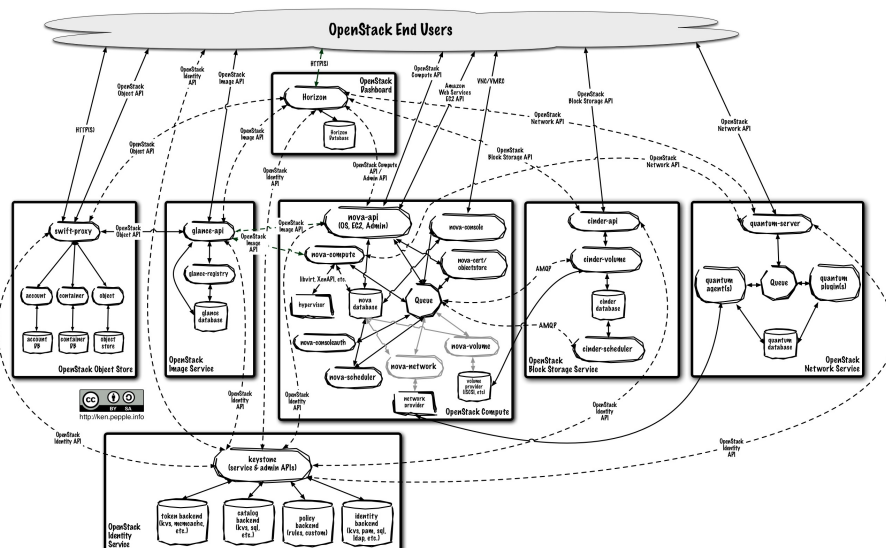 OpenStack End Users
HTTP(S)
OpenStack
Object API
OpenStack
Identity
API
OpenStack
Image API
HTTP(S)
OpenStack
Compute API
Amazon
Web Services
EC2 API
VNC/VMRC
OpenStack
Block Storage API
OpenStack
Network API
OpenStack
Dashboard
Horizon
Horizon
Database
OpenStack
Object API
OpenStack
Image API
OpenStack
Identity
API
OpenStack Compute
API
Admin API
OpenStack
Block Storage API
OpenStack
Network API
OpenStack
Network API
swift-proxy
OpenStack
Object API
account
container
object
account
DB
container
DB
object
store
OpenStack Object Store
glance-api
glance-registry
glance
database
OpenStack
Image Service
OpenStack
Image API
OpenStack
Image
API
nova-api
(OS, EC2, Admin)
nova-console
nova-compute
nova-cert/
objectstore
libvirt, XenAPI, etc.
hypervisor
nova
database
Queue
nova-consoleauth
nova-scheduler
nova-network
nova-volume
network
provider
volume
provider
(iSCSI, etc)
OpenStack Compute
AMQP
AMQP
cinder-api
cinder-volume
cinder
database
cinder-scheduler
OpenStack
Block Storage Service
quantum-server
quantum
agent(s)
Queue
quantum
plugin(s)
quantum
database
OpenStack
Network Service
cc
BY SA
http://ken.pepple.info
OpenStack
Identity
API
OpenStack
Identity
API
OpenStack
Identity
API
OpenStack
Identity
API
OpenStack
Identity
API
keystone
(service & admin APIs)
token backend
(kvs, memcache,
etc.)
catalog
backend
(kvs, sql,
etc.)
policy
backend
(rules, custom)
identity
backend
(kvs, pam, sql,
ldap, etc.)
OpenStack
Identity
Service